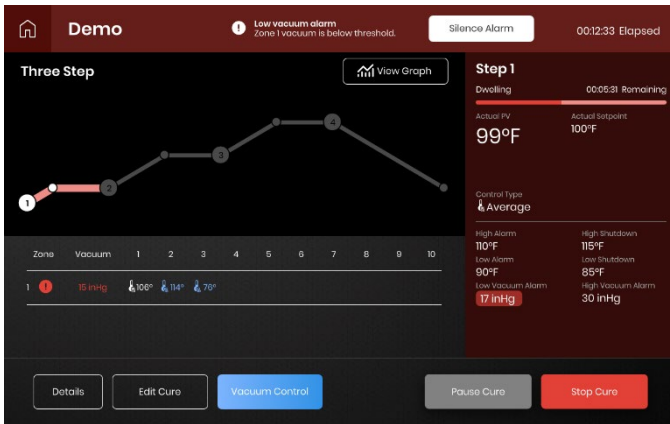 Demo
Low vacuum alarm
Zone 1 vacuum is below threshold.
Silence Alarm
00:12:33 Elapsed
Three Step
View Graph
1
2
3
4
Step 1
Dwelling 00:05:31 Remaining
Actual PV Actual Setpoint
99°F 100°F
Control Type
Average
High Alarm High Shutdown
110°F 115°F
Low Alarm Low Shutdown
90°F 85°F
Low Vacuum Alarm High Vacuum Alarm
17 inHg 30 inHg
Zone Vacuum 1 2 3 4 5 6 7 8 9 10
1 ! 15 inHg 106° 114° 76°
Details
Edit Cure
Vacuum Control
Pause Cure
Stop Cure